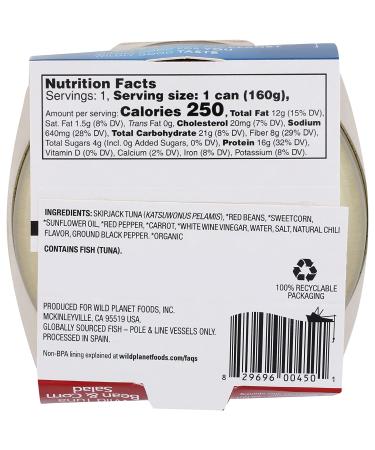 Nutrition Facts
Servings: 1, Serving size: 1 can (160g),
Amount per serving: Calories 250, Total Fat 12g (15% DV),
Sat. Fat 1.5g (8% DV), Trans Fat 0g, Cholesterol 20mg (7% DV), Sodium
640mg (28% DV), Total Carbohydrate 21g (8% DV), Fiber 8g (29% DV),
Total Sugars 4g (Incl. 0g Added Sugars, 0% DV), Protein 16g (32% DV),
Vitamin D (0% DV), Calcium (2% DV), Iron (8% DV), Potassium (8% DV).
INGREDIENTS: SKIPJACK TUNA (KATSUWONUS PELAMIS), *RED BEANS, *SWEETCORN,
*SUNFLOWER OIL, *RED PEPPER, *CARROT, *WHITE WINE VINEGAR, WATER, SALT, NATURAL CHILI
FLAVOR, GROUND BLACK PEPPER. *ORGANIC
CONTAINS FISH (TUNA).
100% RECYCLABLE
PACKAGING
PRODUCED FOR WILD PLANET FOODS, INC.
MCKINLEYVILLE, CA 95519 USA.
GLOBALLY SOURCED FISH – POLE & LINE VESSELS ONLY.
PROCESSED IN SPAIN.
Non-BPA lining explained at wildplanetfoods.com/faqs
8 29696 00450 1
Wild Tuna
Bean & Corn
Salad